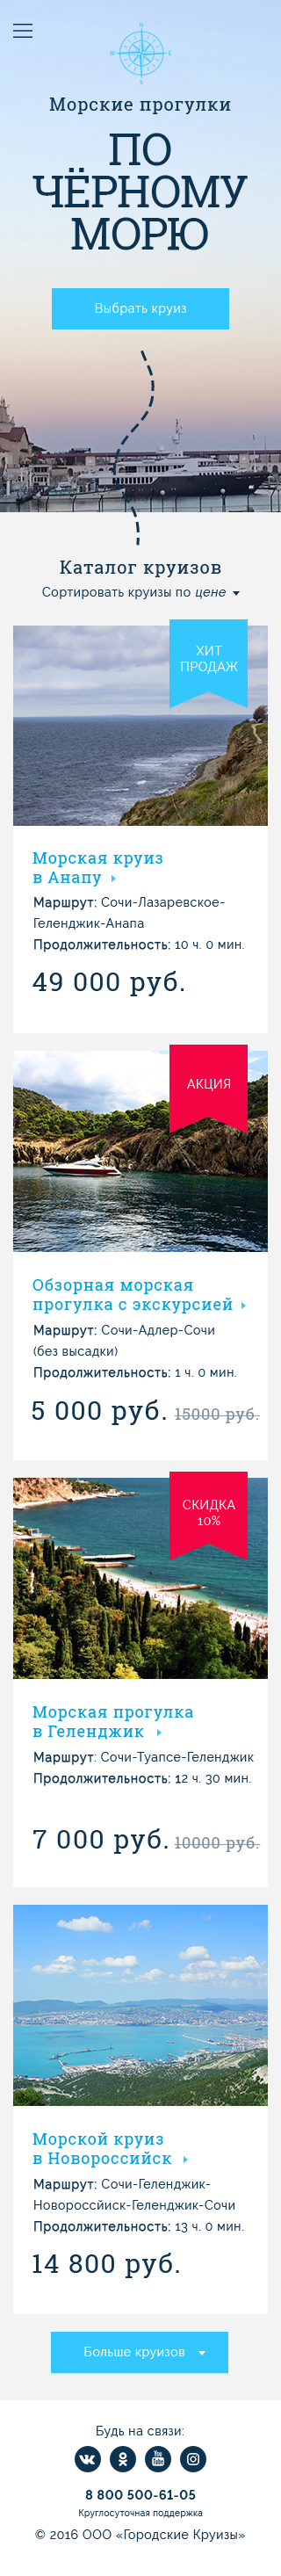 Морские прогулки
ПО
ЧЁРНОМУ
МОРЮ
Выбрать круиз
Каталог круизов
Сортировать круизы по цене
ХИТ
ПРОДАЖ
Морская круиз
в Анапу
Маршрут: Сочи-Лазаревское-
Геленджик-Анапа
Продолжительность: 10 ч. 0 мин.
49 000 руб.
АКЦИЯ
Обзорная морская
прогулка с экскурсией
Маршрут: Сочи-Адлер-Сочи
(без высадки)
Продолжительность: 1 ч. 0 мин.
5 000 руб. 15000 руб.
СКИДКА
10%
Морская прогулка
в Геленджик
Маршрут: Сочи-Туапсе-Геленджик
Продолжительность: 12 ч. 30 мин.
7 000 руб. 10000 руб.
Морской круиз
в Новороссийск
Маршрут: Сочи-Геленджик-
Новороссийск-Геленджик-Сочи
Продолжительность: 13 ч. 0 мин.
14 800 руб.
Больше круизов
Будь на связи:
You Tube
8 800 500-61-05
Круглосуточная поддержка
© 2016 ООО «Городские Круизы»